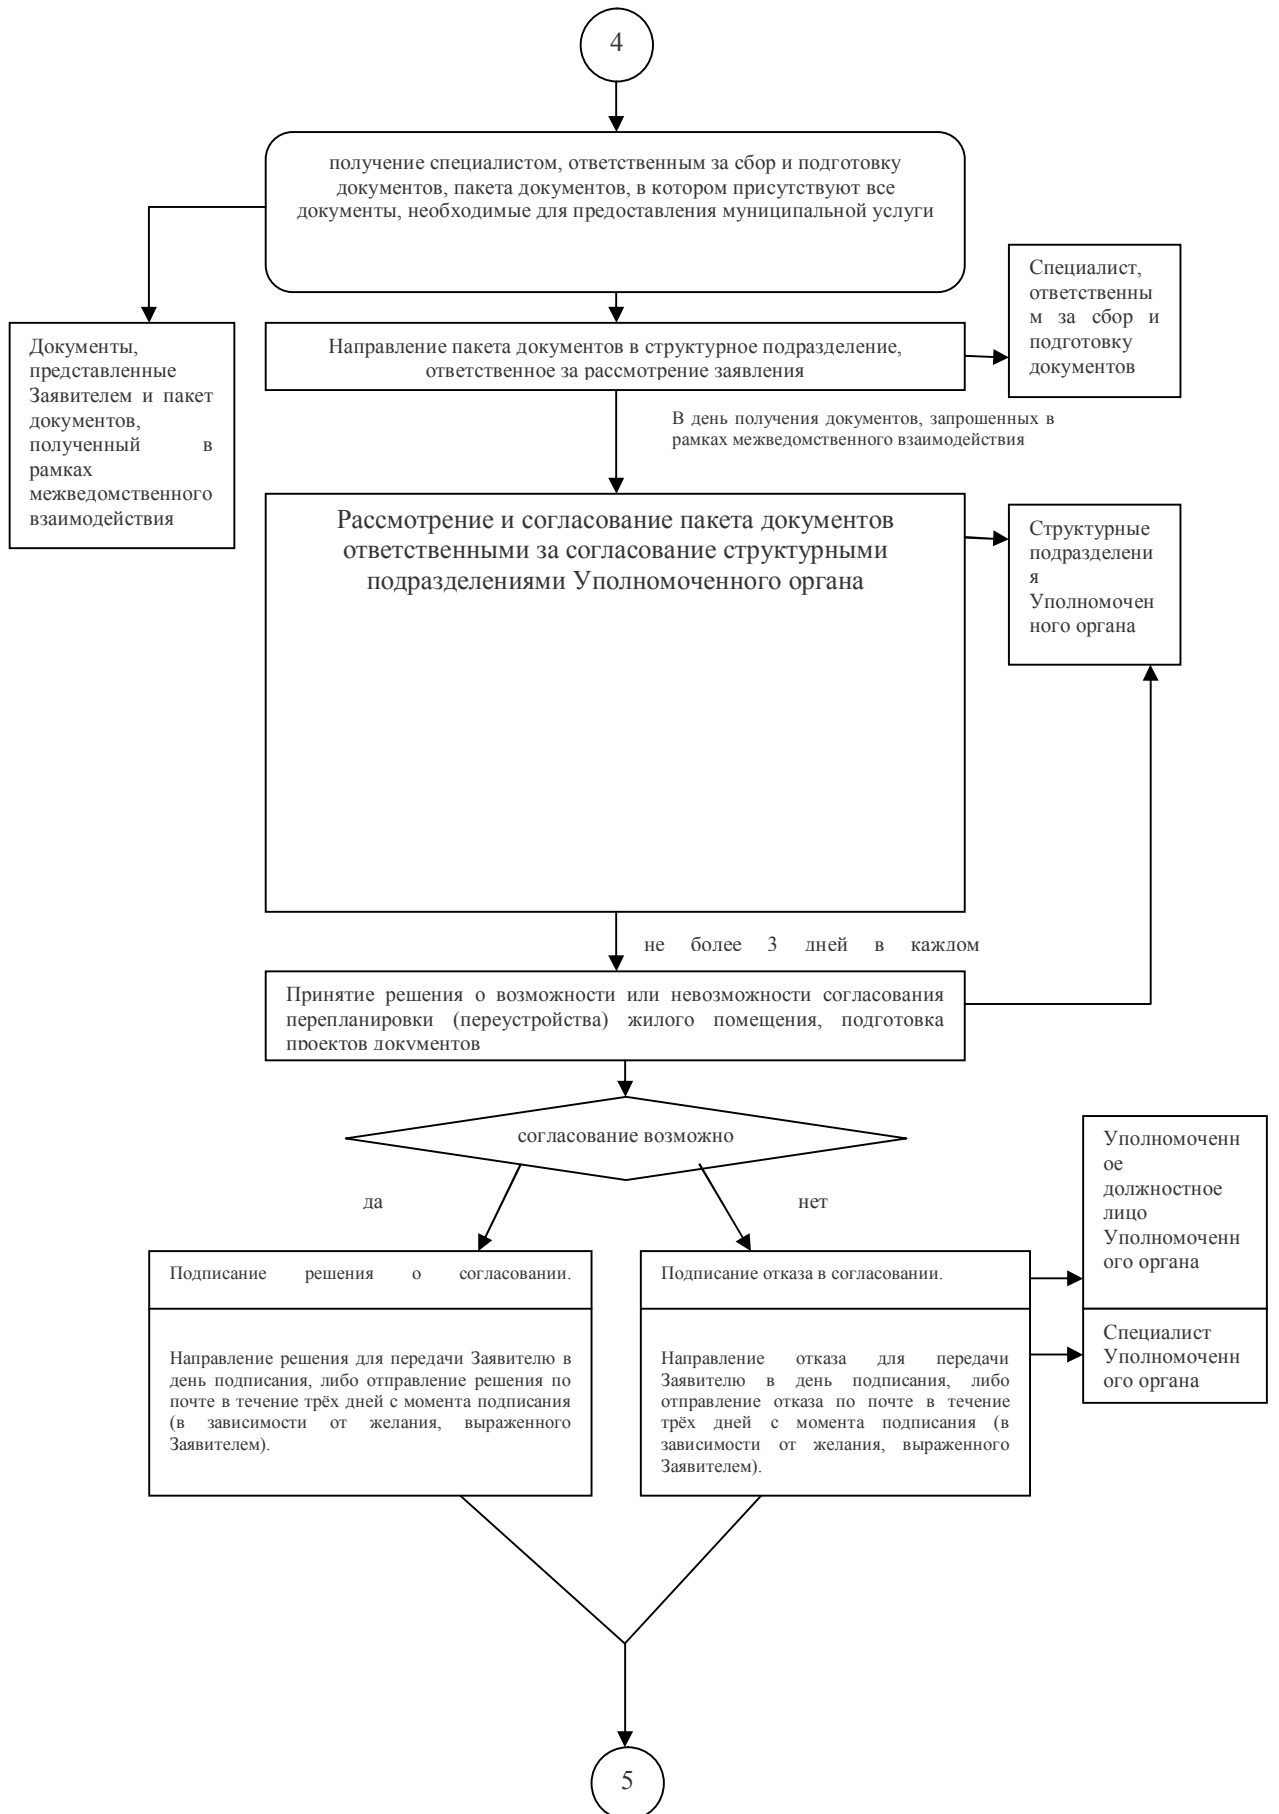 4
получение специалистом, ответственным за сбор и подготовку
документов, пакета документов, в котором присутствуют все
документы, необходимые для предоставления муниципальной услуги
Специалист,
ответственны
м за сбор и
подготовку
документов
Документы,
представленные
Заявителем и пакет
документов,
полученный в
рамках
межведомственного
взаимодействия
Направление пакета документов в структурное подразделение,
ответственное за рассмотрение заявления
В день получения документов, запрошенных в
рамках межведомственного взаимодействия
Рассмотрение и согласование пакета документов
ответственными за согласование структурными
подразделениями Уполномоченного органа
Структурные
подразделени
я
Уполномочен
ного органа
не более 3 дней в каждом
Принятие решения о возможности или невозможности согласования
перепланировки (переустройства) жилого помещения, подготовка
проектов документов
согласование возможно
да
нет
Уполномоченн
ое
должностное
лицо
Уполномоченн
ого органа
Подписание решения о согласовании.
Подписание отказа в согласовании.
Специалист
Уполномоченн
ого органа
Направление решения для передачи Заявителю в
день подписания, либо отправление решения по
почте в течение трёх дней с момента подписания
(в зависимости от желания, выраженного
Заявителем).
Направление отказа для передачи
Заявителю в день подписания, либо
отправление отказа по почте в течение
трёх дней с момента подписания (в
зависимости от желания, выраженного
Заявителем).
5